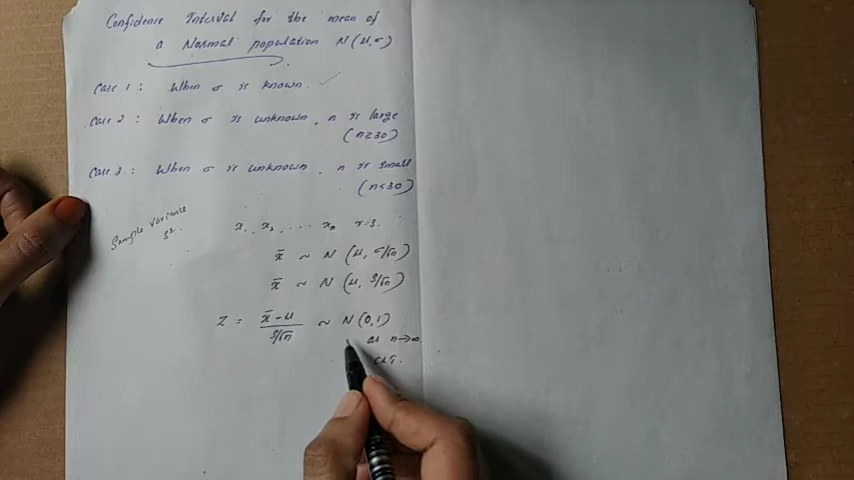 Confidence Interval for the mean of
a Normal population N(μ,σ)
Case 1 : When σ is known. ✓
Case 2 : When σ is unknown, n is large
(n≥30)
Case 3 : When σ is unknown, n is small
(n<30)
Sample variance
s²
x₁, x₂, .... xₙ r.s.
x̄ ~ N(μ, σ/√n)
x̄ ~ N(μ, s/√n)
Z = (x̄ - μ)/(s/√n) ~ N(0,1)
as n→∞